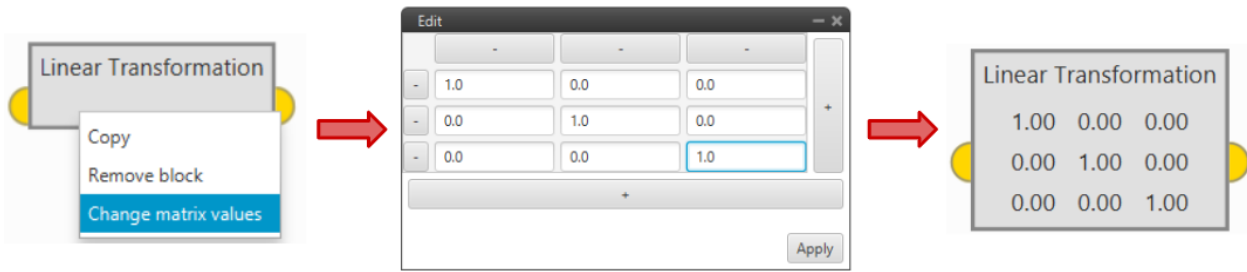 Linear Transformation
Copy
Remove block
Change matrix values
Edit
- - -
- 1.0 0.0 0.0
- 0.0 1.0 0.0
- 0.0 0.0 1.0
+
+
Apply
Linear Transformation
1.00 0.00 0.00
0.00 1.00 0.00
0.00 0.00 1.00